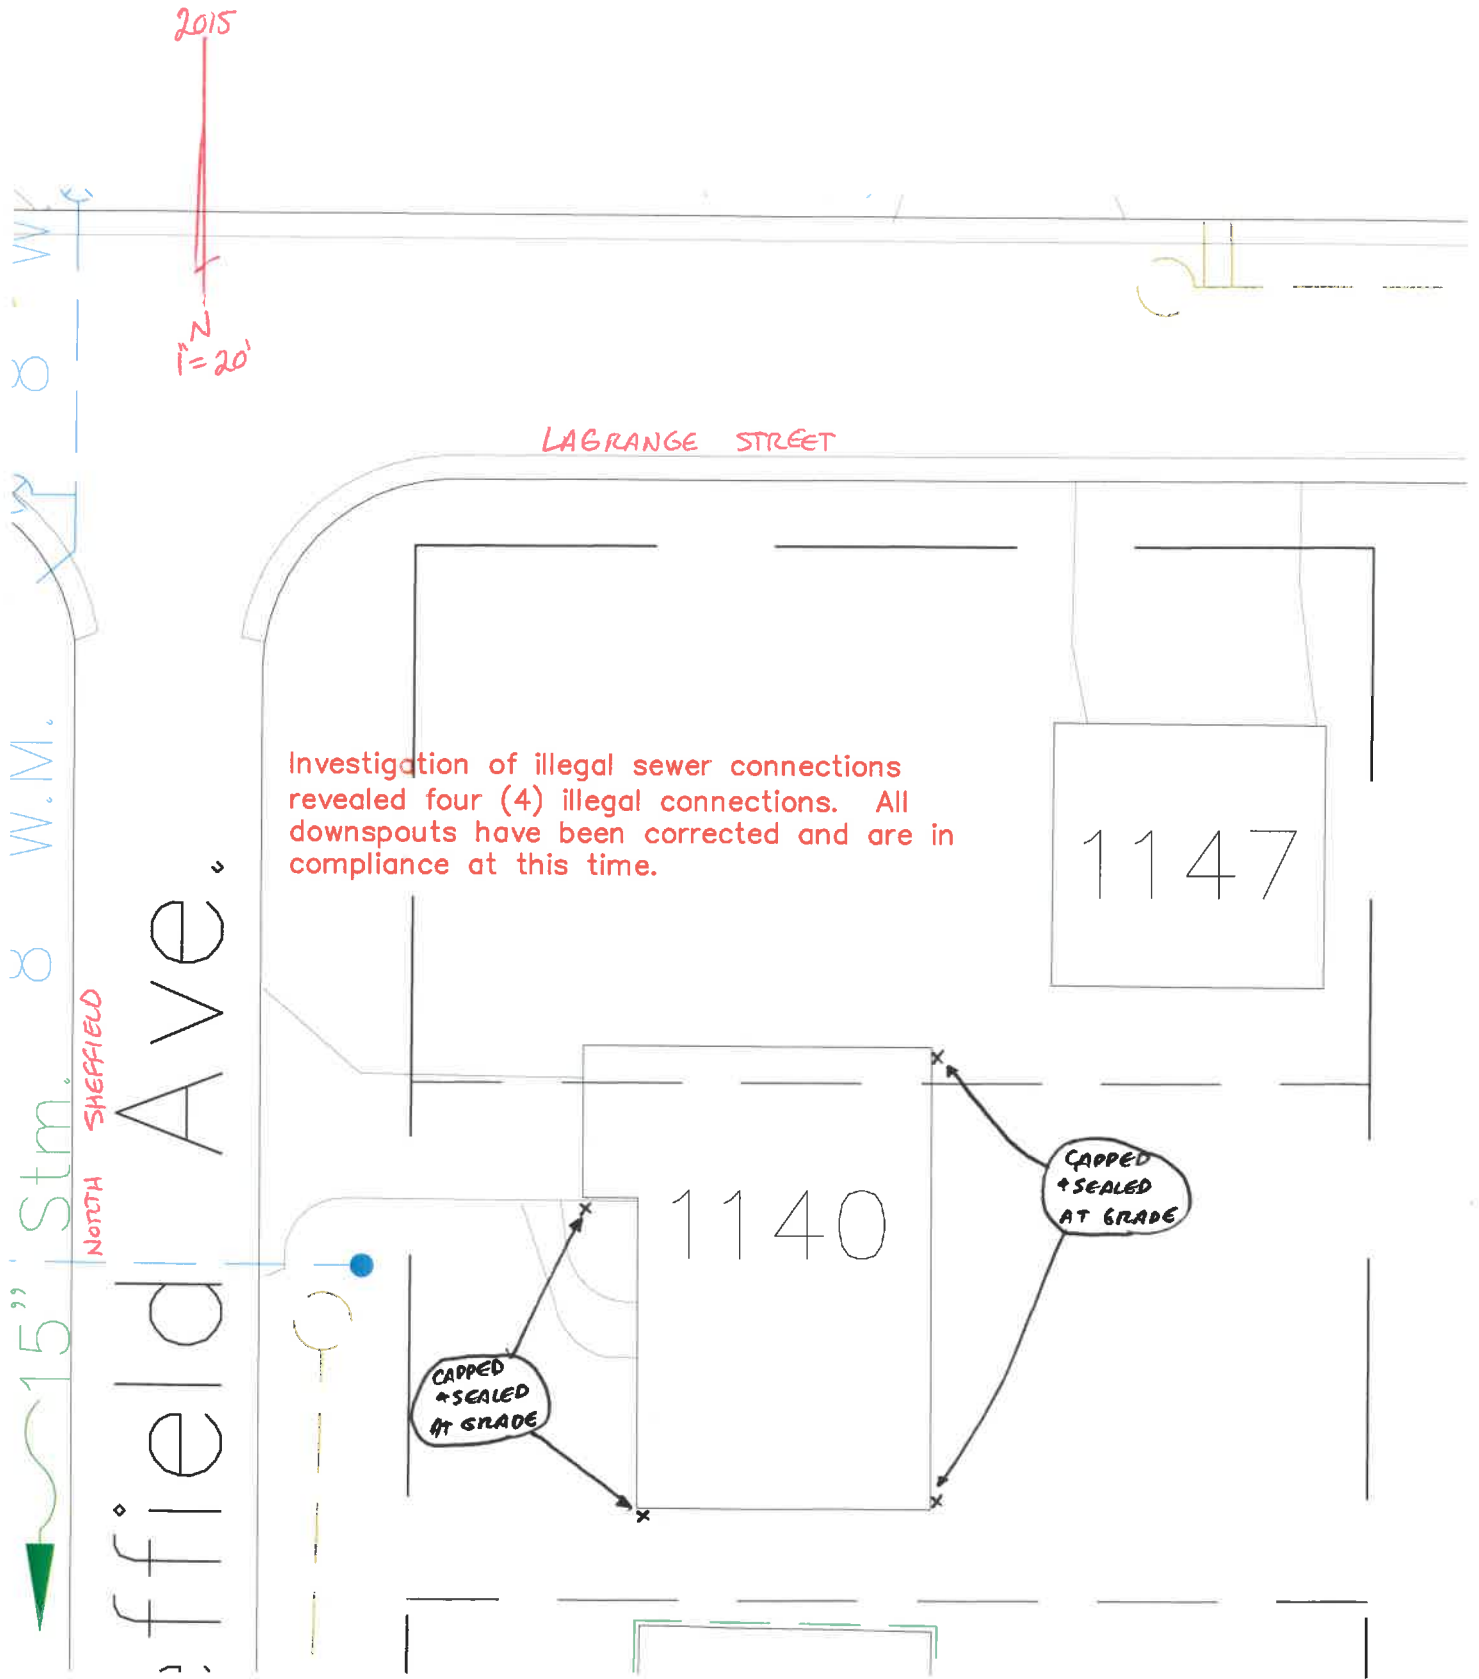 2015
N
1"=20'
LAGRANGE STREET
8" W.M.
8 W.M.
Investigation of illegal sewer connections
revealed four (4) illegal connections. All
downspouts have been corrected and are in
compliance at this time.
1147
NORTH SHEFFIELD
ffield Ave.
15" Stm.
1140
CAPPED
+SEALED
AT GRADE
CAPPED
+SEALED
AT GRADE